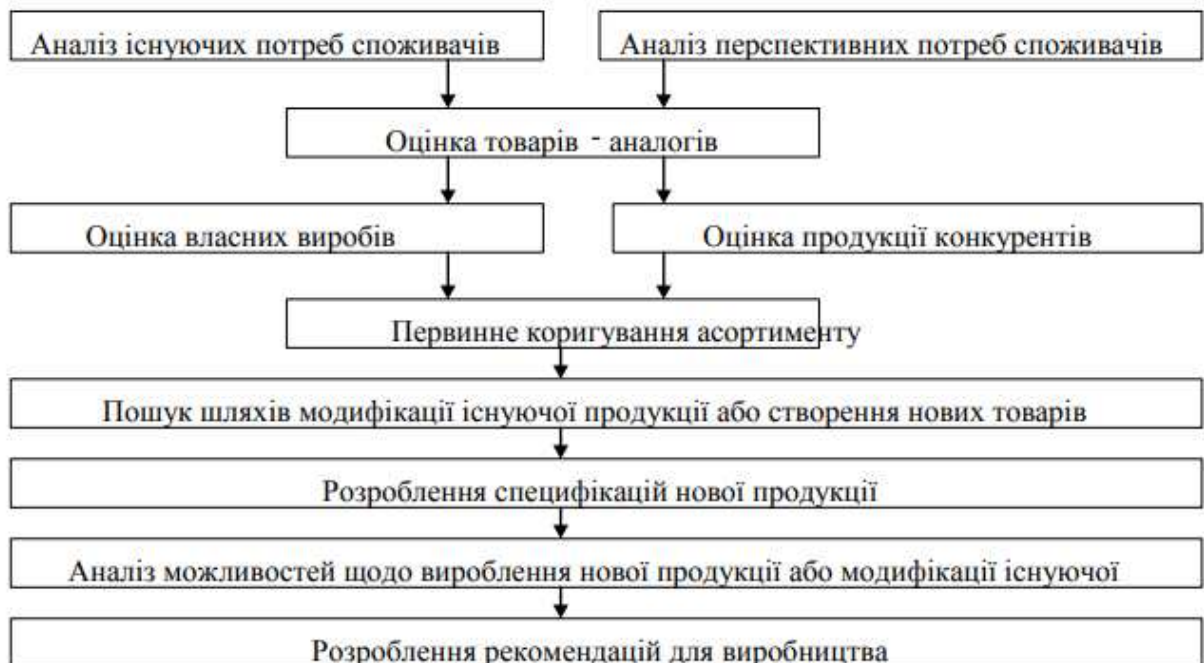 Аналіз існуючих потреб споживачів
Аналіз перспективних потреб споживачів
Оцінка товарів - аналогів
Оцінка власних виробів
Оцінка продукції конкурентів
Первинне коригування асортименту
Пошук шляхів модифікації існуючої продукції або створення нових товарів
Розроблення специфікацій нової продукції
Аналіз можливостей щодо вироблення нової продукції або модифікації існуючої
Розроблення рекомендацій для виробництва